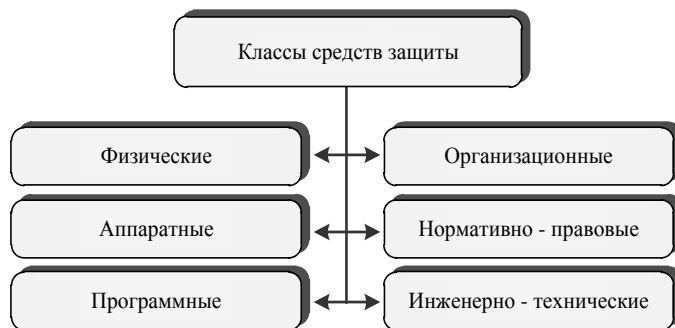 Классы средств защиты
Физические
Организационные
Аппаратные
Нормативно - правовые
Программные
Инженерно - технические